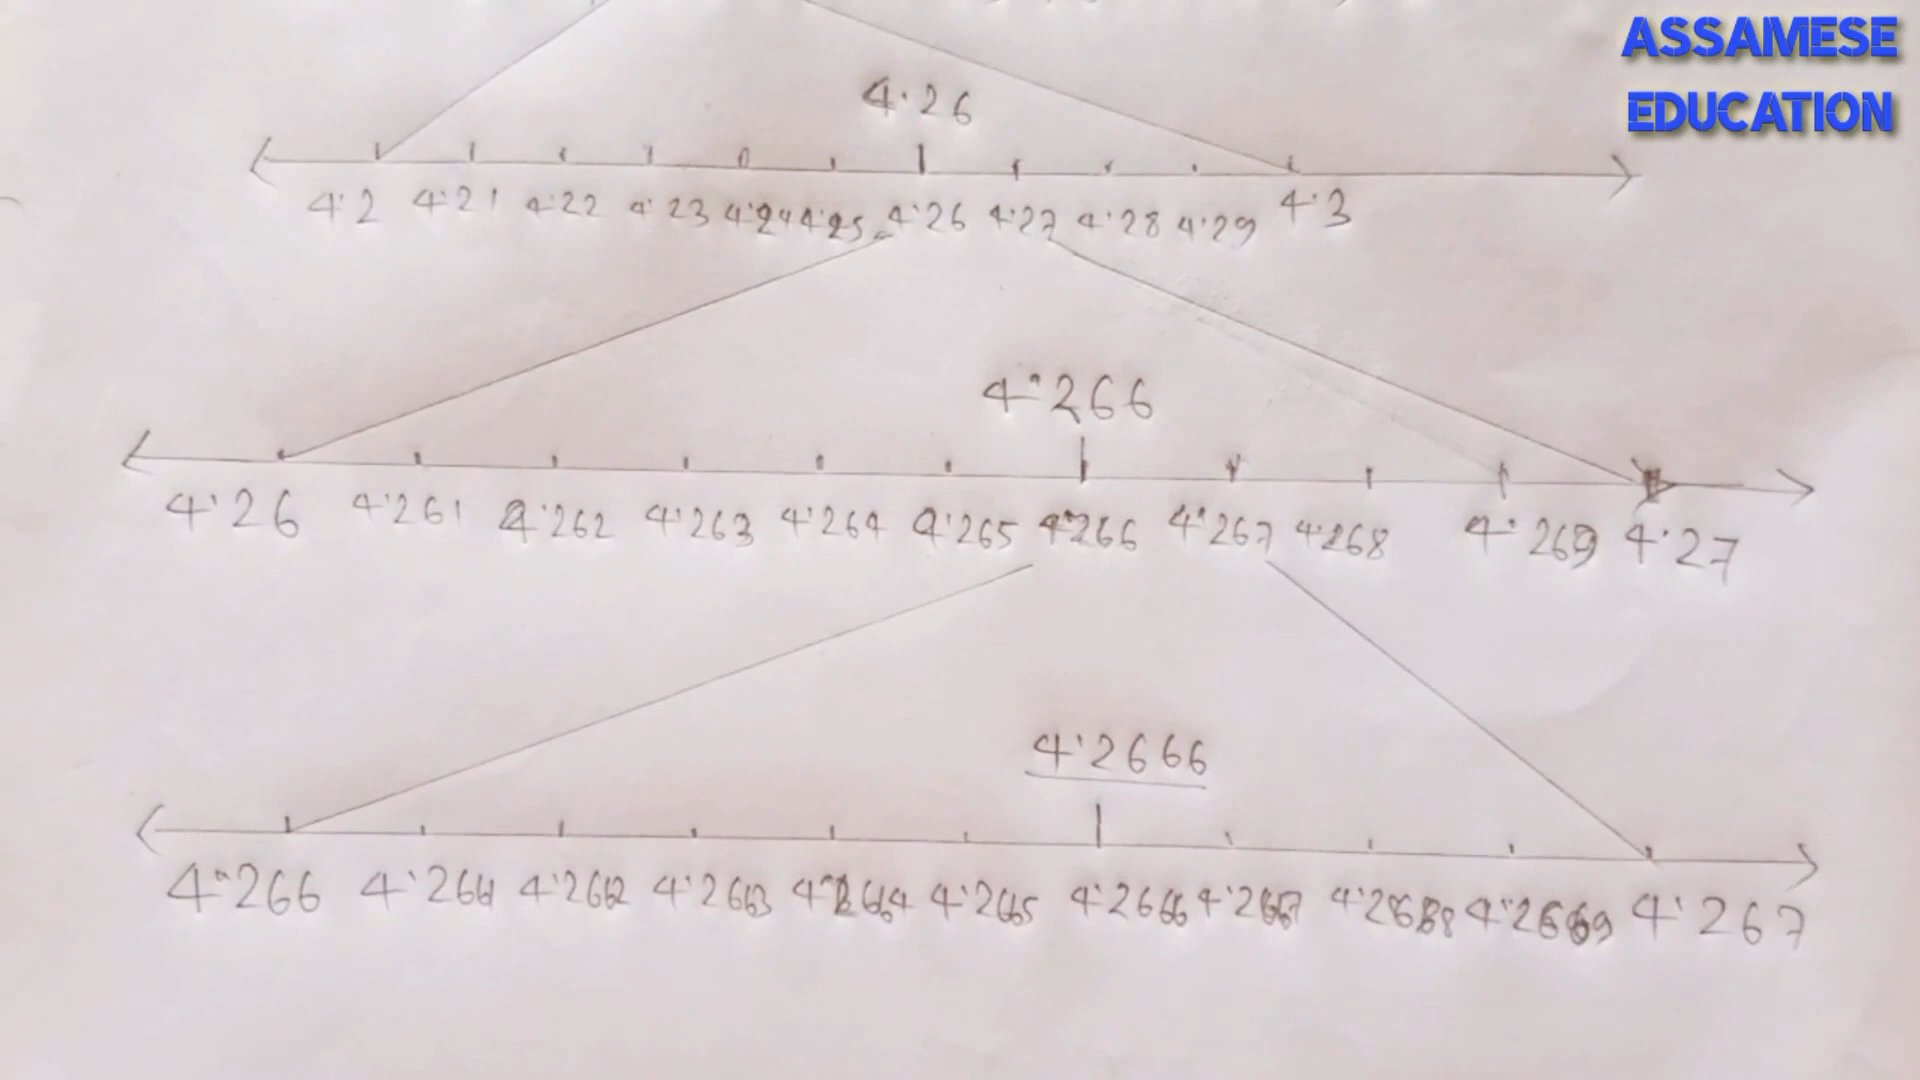 ASSAMESE
EDUCATION
4.26
4.2 4.21 4.22 4.23 4.24 4.25 4.26 4.27 4.28 4.29 4.3
4.266
4.26 4.261 4.262 4.263 4.264 4.265 4.266 4.267 4.268 4.269 4.27
4.2666
4.266 4.2661 4.2662 4.2663 4.2664 4.2665 4.2666 4.2667 4.2668 4.2669 4.267